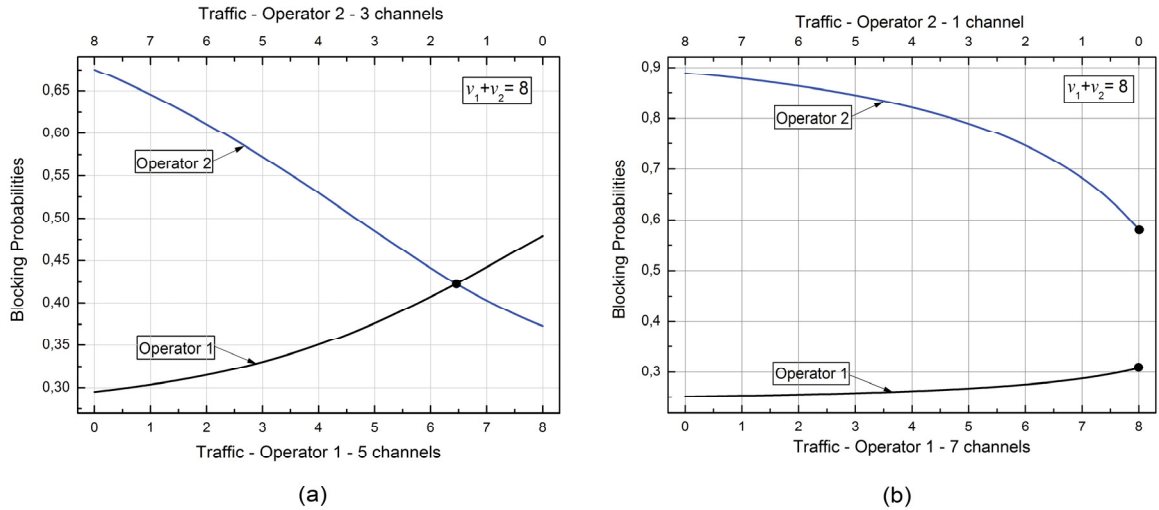 Traffic - Operator 2 - 3 channels
8 7 6 5 4 3 2 1 0
Blocking Probabilities
0,65
0,60
0,55
0,50
0,45
0,40
0,35
0,30
v1+v2= 8
Operator 2
Operator 1
0 1 2 3 4 5 6 7 8
Traffic - Operator 1 - 5 channels
(a)
Traffic - Operator 2 - 1 channel
8 7 6 5 4 3 2 1 0
Blocking Probabilities
0,9
0,8
0,7
0,6
0,5
0,4
0,3
v1+v2= 8
Operator 2
Operator 1
0 1 2 3 4 5 6 7 8
Traffic - Operator 1 - 7 channels
(b)